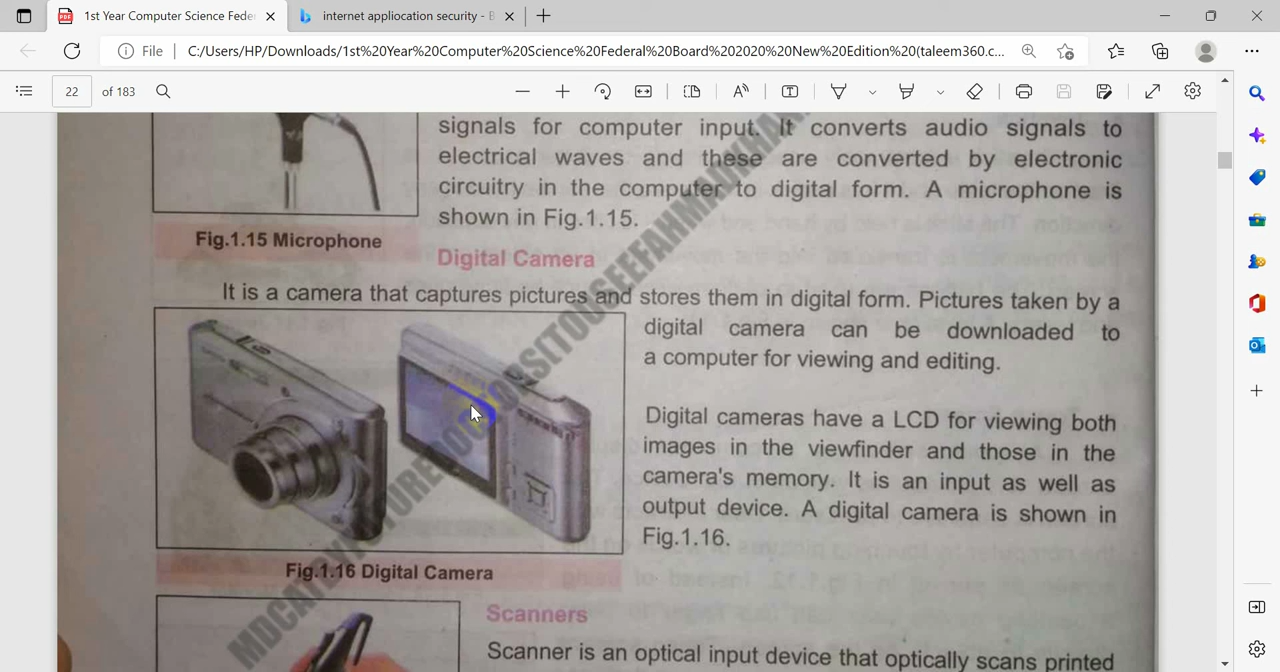 1st Year Computer Science Feder
internet appliocation security - B
File
C:/Users/HP/Downloads/1st%20Year%20Computer%20Science%20Federal%20Board%202020%20New%20Edition%20(taleem360.c...
22 of 183
signals for computer input. It converts audio signals to
electrical waves and these are converted by electronic
circuitry in the computer to digital form. A microphone is
shown in Fig.1.15.
Fig.1.15 Microphone
Digital Camera
It is a camera that captures pictures and stores them in digital form. Pictures taken by a
digital camera can be downloaded to
a computer for viewing and editing.
Digital cameras have a LCD for viewing both
images in the viewfinder and those in the
camera's memory. It is an input as well as
output device. A digital camera is shown in
Fig.1.16.
Fig.1.16 Digital Camera
Scanners
Scanner is an optical input device that optically scans printed